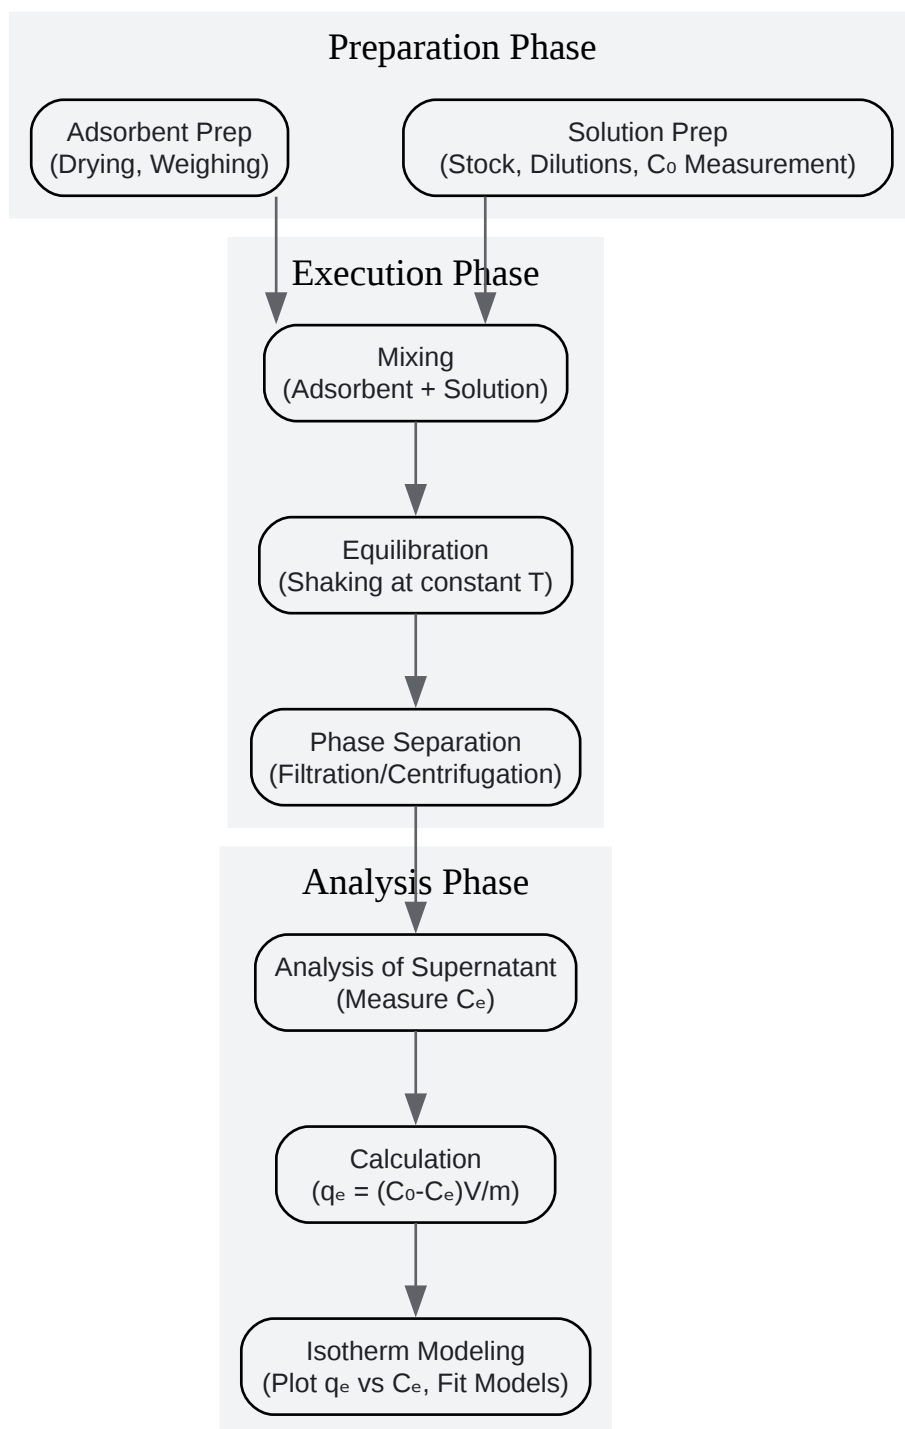 Preparation Phase
Adsorbent Prep
(Drying, Weighing)
Solution Prep
(Stock, Dilutions, C₀ Measurement)
Execution Phase
Mixing
(Adsorbent + Solution)
Equilibration
(Shaking at constant T)
Phase Separation
(Filtration/Centrifugation)
Analysis Phase
Analysis of Supernatant
(Measure Cₑ)
Calculation
(qₑ = (C₀-Cₑ)V/m)
Isotherm Modeling
(Plot qₑ vs Cₑ, Fit Models)